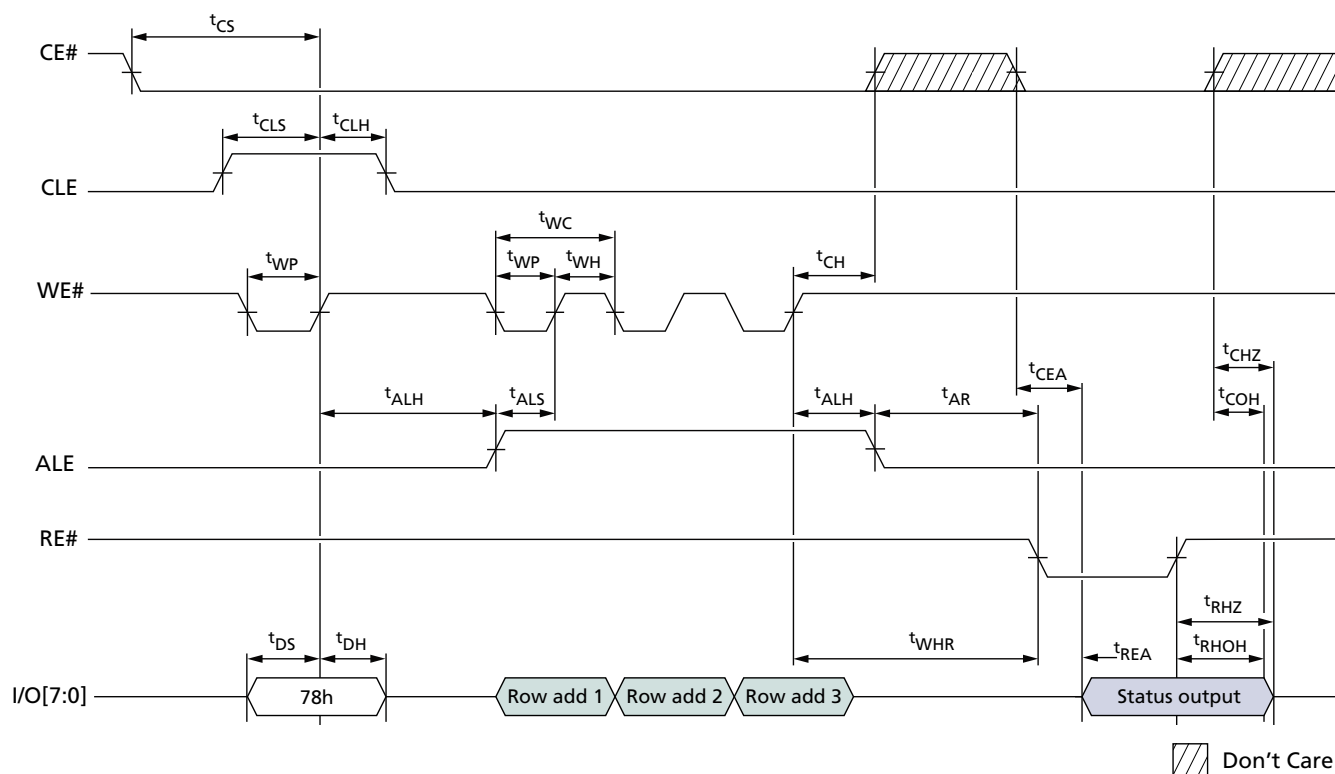 tCS
CE#
tCLS
tCLH
CLE
tWC
tWP
tWP
tWH
tCH
WE#
tCHZ
tCEA
tALH
tALS
tALH
tAR
tCOH
ALE
RE#
tRHZ
tDS
tDH
tWHR
tREA
tRHOH
I/O[7:0]
78h
Row add 1
Row add 2
Row add 3
Status output
Don't Care